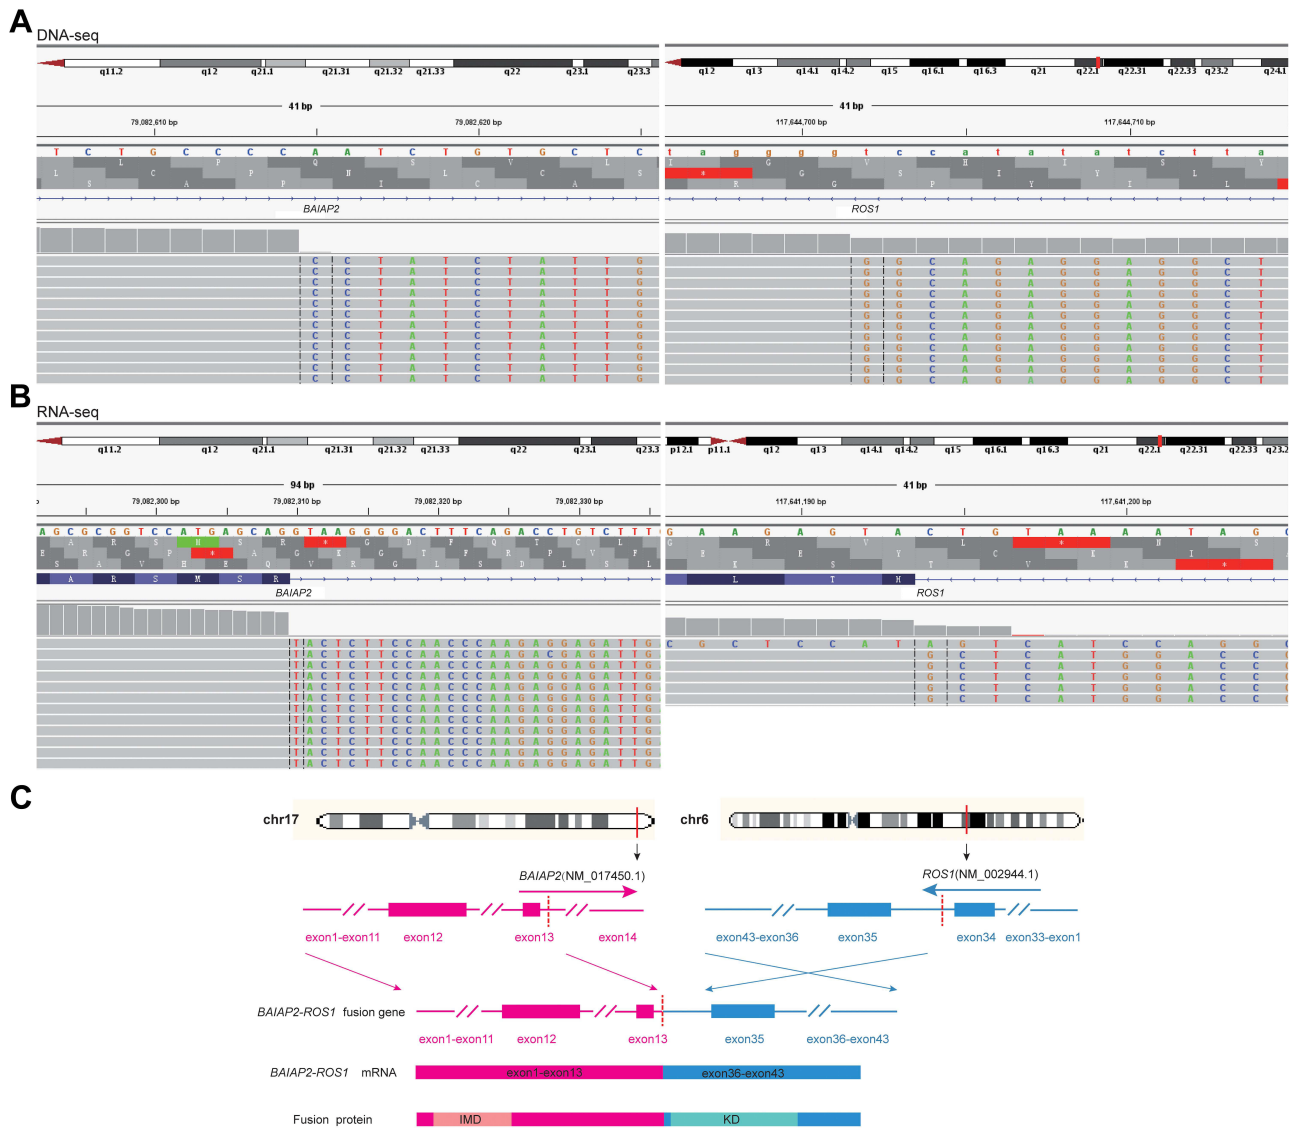 A
DNA-seq
q11.2 q12 q21.1 q21.31 q21.32 q21.33 q22 q23.1 q23.3
q12 q13 q14.1 q14.2 q15 q16.1 q16.3 q21 q22.1 q22.31 q22.33 q23.2 q24.1
41 bp
41 bp
79,082,610 bp 79,082,620 bp
117,644,700 bp 117,644,710 bp
T C T G C C C C A A T C T G T G C T C
t a g g g g t c c a t a t a t c t t a
L P Q N S V L
I * G V H I S Y
BAIAP2
ROS1
C C T A T C T A T T G
C C T A T C T A T T G
C C T A T C T A T T G
C C T A T C T A T T G
C C T A T C T A T T G
C C T A T C T A T T G
C C T A T C T A T T G
C C T A T C T A T T G
C C T A T C T A T T G
C C T A T C T A T T G
C C T A T C T A T T G
C C T A T C T A T T G
G G C A G A G G A G G C T
G G C A G A G G A G G C T
G G C A G A G G A G G C T
G G C A G A G G A G G C T
G G C A G A G G A G G C T
G G C A G A G G A G G C T
G G C A G A G G A G G C T
G G C A G A G G A G G C T
G G C A G A G G A G G C T
G G C A G A G G A G G C T
G G C A G A G G A G G C T
G G C A G A G G A G G C T
B
RNA-seq
q11.2 q12 q21.1 q21.31 q21.32 q21.33 q22 q23.1 q23.3
p12.1 p11.1 q12 q13 q14.1 q14.2 q15 q16.1 q16.3 q21 q22.1 q22.31 q22.33 q23.2
94 bp
41 bp
79,082,300 bp 79,082,310 bp 79,082,320 bp 79,082,330 bp
117,641,190 bp 117,641,200 bp
A G C G C G G T C C A T G A G C A G G T A A G G G G A C T T T C A G A C C T G T C T T T G
G A A G A G T A C T G T A A A A T A G C
A R S M S R
L T H
BAIAP2
ROS1
T A C T C T T C C A A C C C A A G A G G A G A T T G
T A C T C T T C C A A C C C A A G A C G A G A T T G
T A C T C T T C C A A C C C A A G A G G A G A T T G
T A C T C T T C C A A C C C A A G A G G A G A T T G
T A C T C T T C C A A C C C A A G A G G A G A T T G
T A C T C T T C C A A C C C A A G A G G A G A T T G
T A C T C T T C C A A C C C A A G A G G A G A T T G
T A C T C T T C C A A C C C A A G A G G A G A T T G
T A C T C T T C C A A C C C A A G A G G A G A T T G
T A C T C T T C C A A C C C A A G A G G A G A T T G
T A C T C T T C C A A C C C A A G A G G A G A T T G
T A C T C T T C C A A C C C A A G A G G A G A T T G
C G C T C C A T A G T C A T C C A G G C
G C T C A T G G A C C G
G C T C A T G G A C C G
G C T C A T G G A C C G
G C T C A T G G A C C G
G C T C A T G G A C C G
C
chr17
chr6
BAIAP2(NM_017450.1)
ROS1(NM_002944.1)
exon1-exon11 exon12 exon13 exon14
exon43-exon36 exon35 exon34 exon33-exon1
BAIAP2-ROS1 fusion gene
exon1-exon11 exon12 exon13 exon35 exon36-exon43
BAIAP2-ROS1 mRNA
exon1-exon13 exon36-exon43
Fusion protein
IMD KD